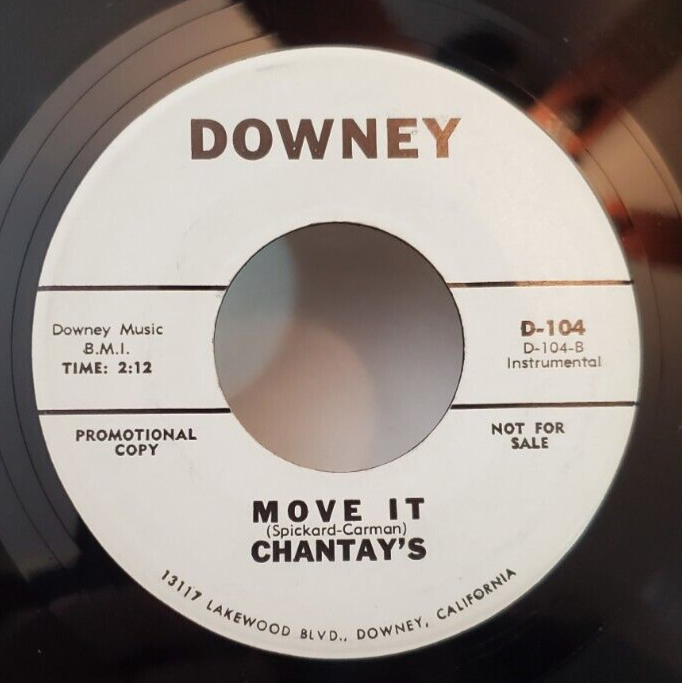 DOWNEY
Downey Music
B.M.I.
TIME: 2:12
D-104
D-104-B
Instrumental
PROMOTIONAL
COPY
NOT FOR
SALE
MOVE IT
(Spickard-Carman)
CHANTAY'S
13117 LAKEWOOD BLVD., DOWNEY, CALIFORNIA